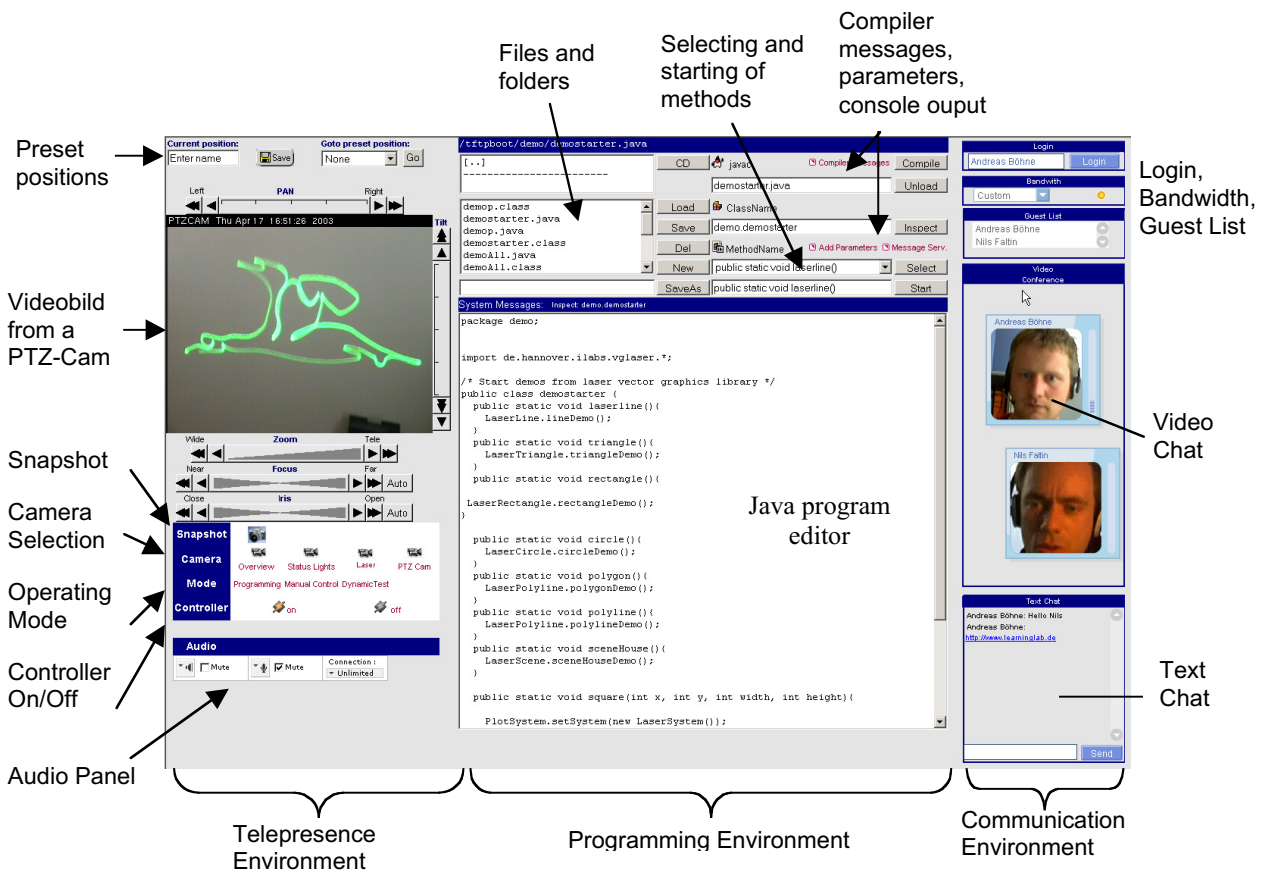 Files and
folders
Selecting and
starting of
methods
Compiler
messages,
parameters,
console ouput
Preset
positions
Videobild
from a
PTZ-Cam
Snapshot
Camera
Selection
Operating
Mode
Controller
On/Off
Audio Panel
Current position:
Goto preset position:
Enter name
Save
None
Go
Left
PAN
Right
PTZCAM Thu Apr 17 16:51:26 2003
Tilt
Wide
Zoom
Tele
Near
Focus
Far
Auto
Close
Iris
Open
Auto
Snapshot
Camera
Overview
Status Lights
Laser
PTZ Cam
Mode
Programming Manual Control DynamicTest
Controller
on
off
Audio
Mute
Mute
Connection :
Unlimited
/tftpboot/demo/demostarter.java
[..]
------------------------
CD
javac
Compiler Messages
Compile
demostarter.java
Unload
demop.class
demostarter.java
demop.java
demostarter.class
demoAll.java
demoAll.class
Load
ClassName
Save
demo.demostarter
Inspect
Del
MethodName
Add Parameters
Message Serv.
New
public static void laserline()
Select
SaveAs
public static void laserline()
Start
System Messages: Inspect: demo.demostarter
package demo;
import de.hannover.ilabs.vglaser.*;
/* Start demos from laser vector graphics library */
public class demostarter {
public static void laserline(){
LaserLine.lineDemo();
}
public static void triangle(){
LaserTriangle.triangleDemo();
}
public static void rectangle(){
LaserRectangle.rectangleDemo();
}
public static void circle(){
LaserCircle.circleDemo();
}
public static void polygon(){
LaserPolyline.polygonDemo();
}
public static void polyline(){
LaserPolyline.polylineDemo();
}
public static void sceneHouse(){
LaserScene.sceneHouseDemo();
}
public static void square(int x, int y, int width, int height){
PlotSystem.setSystem(new LaserSystem());
Java program
editor
Login
Andreas Böhne
Login
Bandwith
Custom
Guest List
Andreas Böhne
Nils Faltin
Video
Conference
Andreas Böhne
Nils Faltin
Text Chat
Andreas Böhne: Hello Nils
Andreas Böhne:
http://www.learninglab.de
Send
Login,
Bandwidth,
Guest List
Video
Chat
Text
Chat
Telepresence
Environment
Programming Environment
Communication
Environment